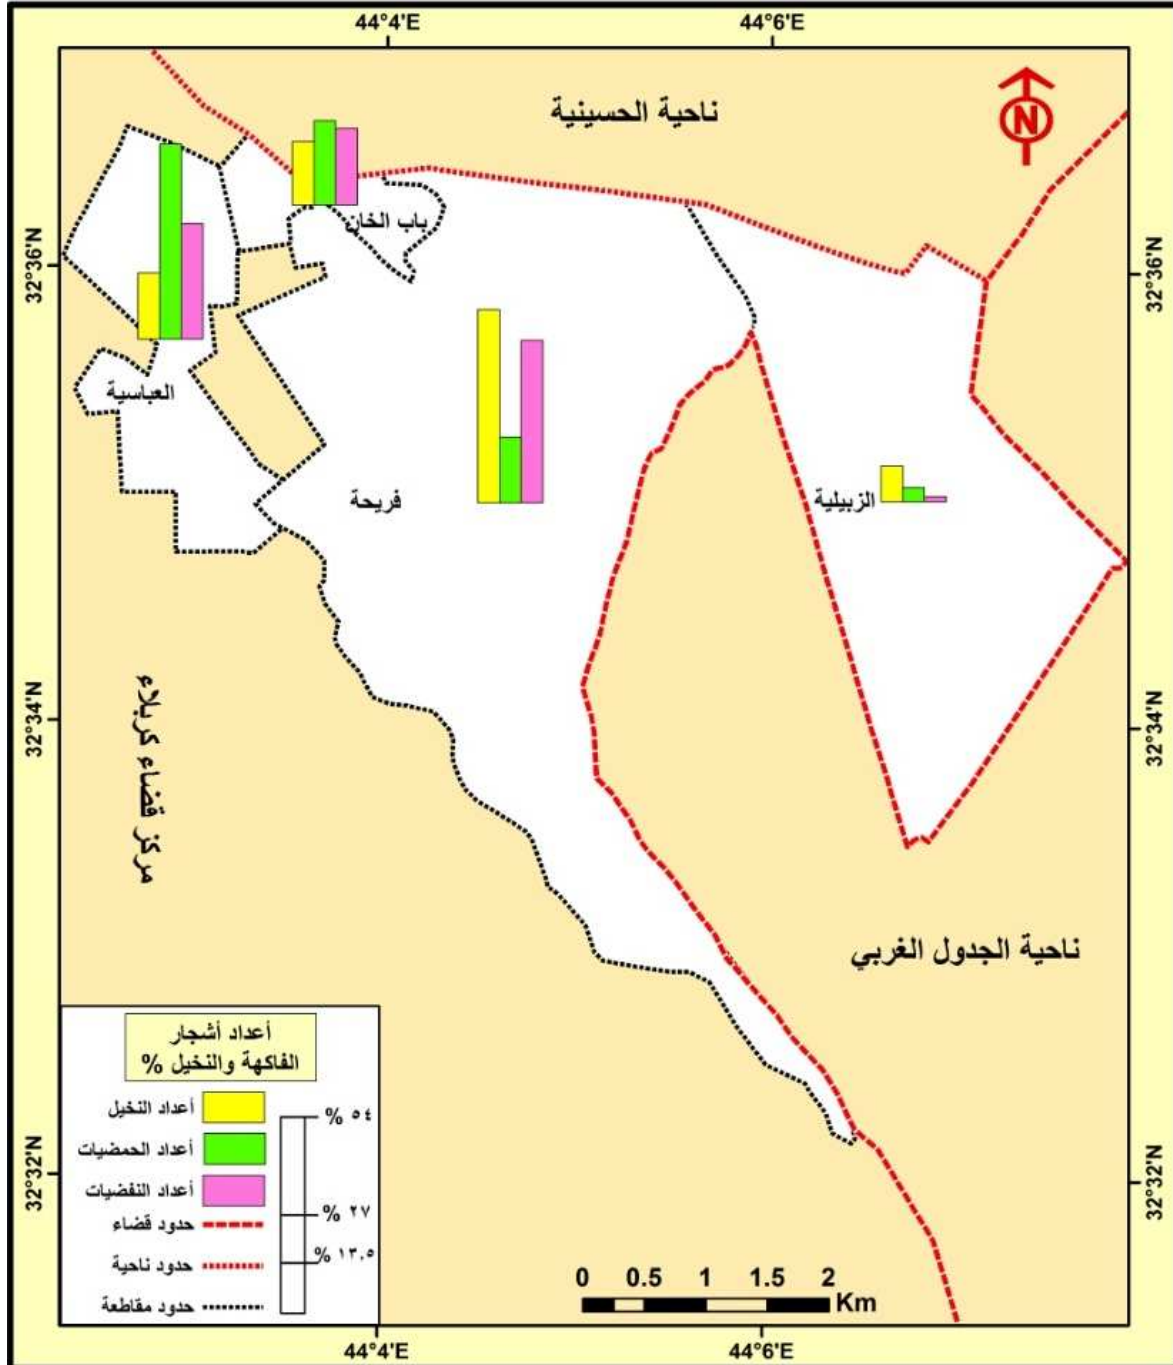 44°4'E
44°6'E
ناحية الحسينية
N
باب الخان
32°36'N
32°36'N
العباسية
فريحة
الزبيلية
32°34'N
32°34'N
مركز قضاء كربلاء
ناحية الجدول الغربي
أعداد أشجار
الفاكهة والنخيل %
أعداد النخيل
أعداد الحمضيات
أعداد النفضيات
حدود قضاء
حدود ناحية
حدود مقاطعة
٥٤ %
٢٧ %
١٣,٥ %
32°32'N
32°32'N
0 0.5 1 1.5 2
Km
44°4'E
44°6'E